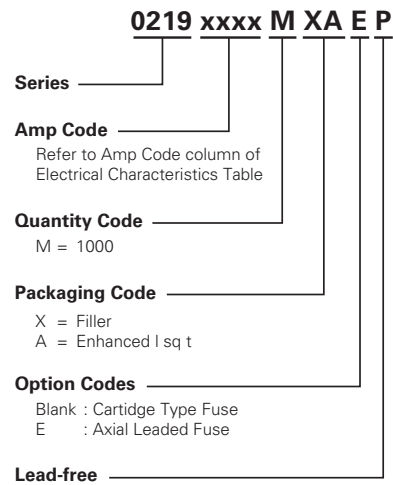 0219 xxxx M XA E P
Series
Amp Code
Refer to Amp Code column of
Electrical Characteristics Table
Quantity Code
M = 1000
Packaging Code
X = Filler
A = Enhanced I sq t
Option Codes
Blank : Cartidge Type Fuse
E : Axial Leaded Fuse
Lead-free